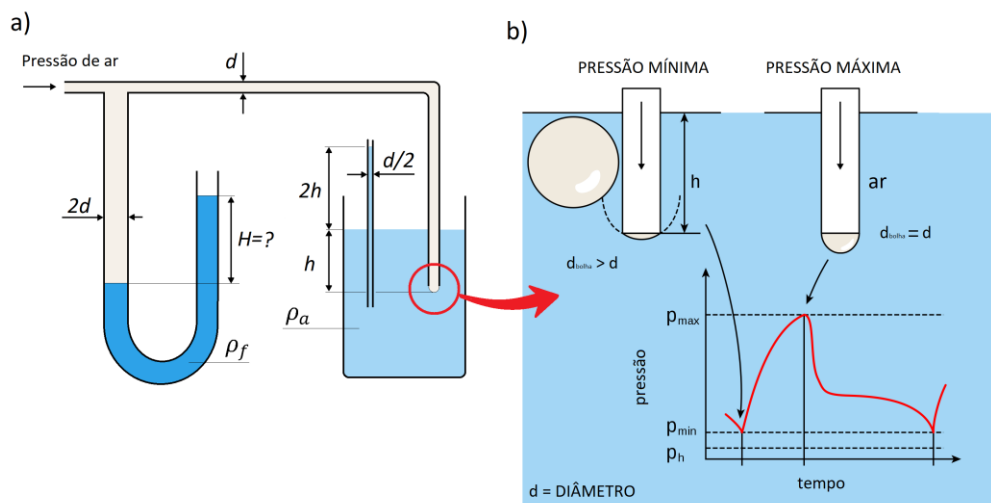 a)
Pressão de ar
d
2d
H=?
ρf
2h
d/2
h
ρa
b)
PRESSÃO MÍNIMA
PRESSÃO MÁXIMA
h
ar
dbolha > d
dbolha = d
pmax
pressão
pmin
ph
tempo
d = DIÂMETRO